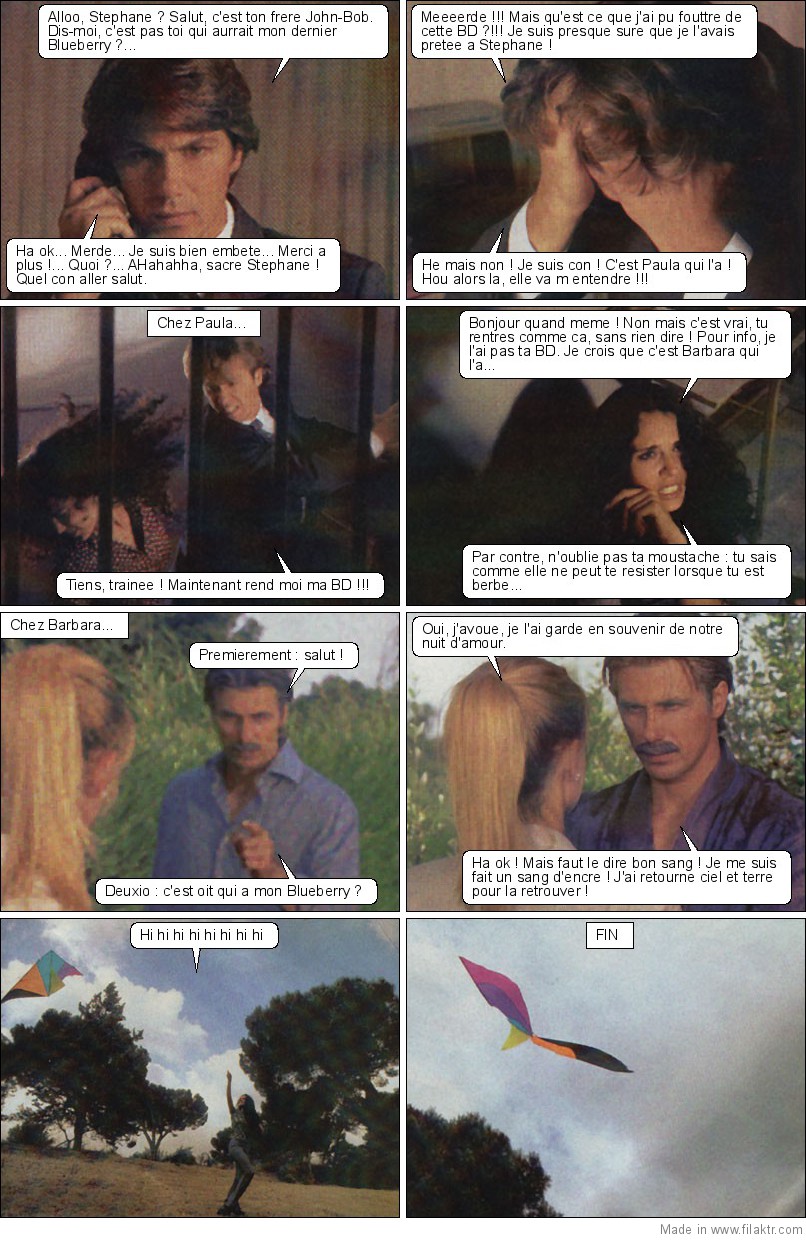 Alloo, Stephane ? Salut, c'est ton frere John-Bob.
Dis-moi, c'est pas toi qui aurrait mon dernier
Blueberry ?...
Ha ok... Merde... Je suis bien embete... Merci a
plus !... Quoi ?... AHahahha, sacre Stephane !
Quel con aller salut.
Meeeerde !!! Mais qu'est ce que j'ai pu fouttre de
cette BD ?!!! Je suis presque sure que je l'avais
pretee a Stephane !
He mais non ! Je suis con ! C'est Paula qui l'a !
Hou alors la, elle va m entendre !!!
Chez Paula...
Tiens, trainee ! Maintenant rend moi ma BD !!!
Bonjour quand meme ! Non mais c'est vrai, tu
rentres comme ca, sans rien dire ! Pour info, je
l'ai pas ta BD. Je crois que c'est Barbara qui
l'a...
Par contre, n'oublie pas ta moustache : tu sais
comme elle ne peut te resister lorsque tu est
berbe...
Chez Barbara...
Premierement : salut !
Deuxio : c'est oit qui a mon Blueberry ?
Oui, j'avoue, je l'ai garde en souvenir de notre
nuit d'amour.
Ha ok ! Mais faut le dire bon sang ! Je me suis
fait un sang d'encre ! J'ai retourne ciel et terre
pour la retrouver !
Hi hi hi hi hi hi hi hi
FIN
Made in www.filaktr.com